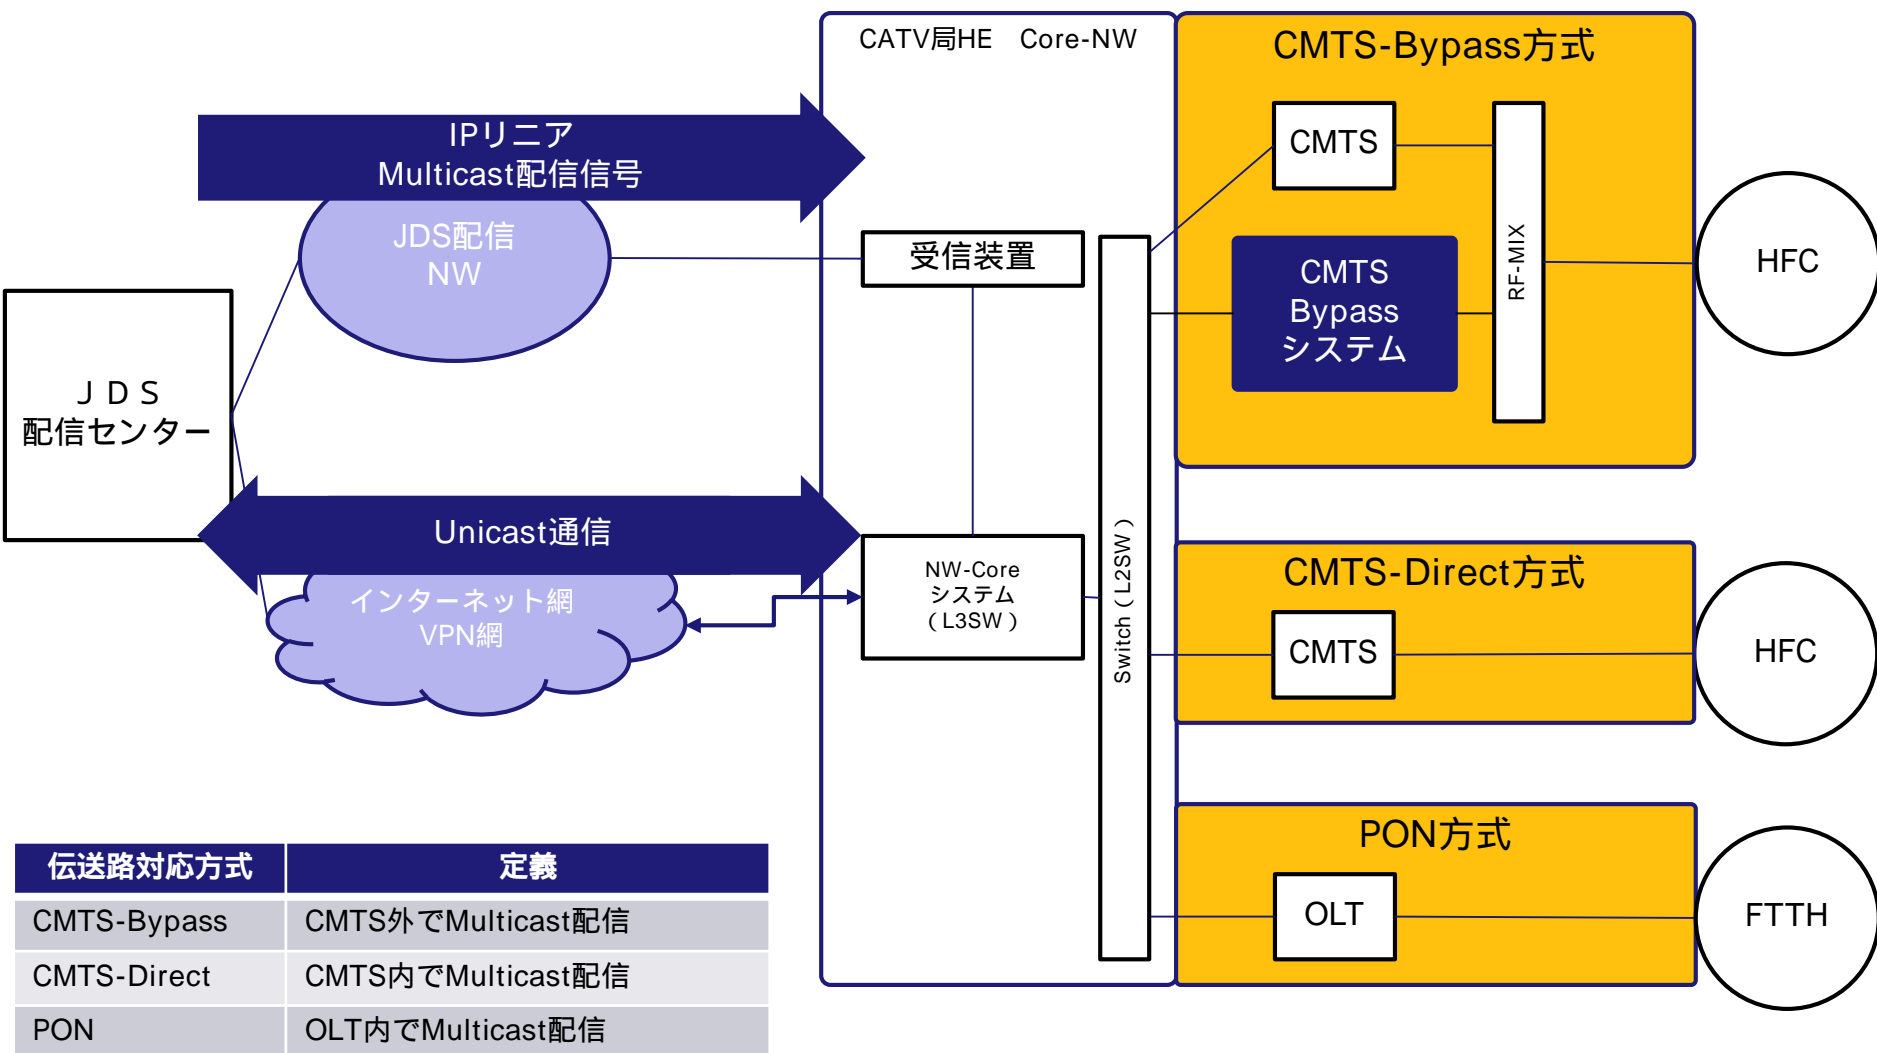 CATV局HE　Core-NW
CMTS-Bypass方式
IPリニア
Multicast配信信号
CMTS
JDS配信
NW
受信装置
CMTS
Bypass
システム
RF-MIX
HFC
ＪＤＳ
配信センター
Unicast通信
インターネット網
VPN網
NW-Core
システム
（L3SW）
Switch（L2SW）
CMTS-Direct方式
CMTS
HFC
PON方式
OLT
FTTH
伝送路対応方式 定義
CMTS-Bypass CMTS外でMulticast配信
CMTS-Direct CMTS内でMulticast配信
PON OLT内でMulticast配信